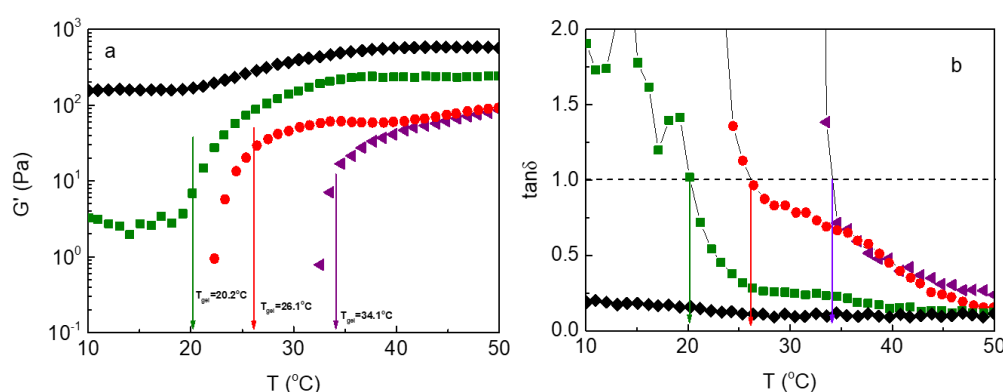 a
G' (Pa)
10³
10²
10¹
10⁰
10⁻¹
T_gel=20.2°C
T_gel=26.1°C
T_gel=34.1°C
10 20 30 40 50
T (°C)
b
tanδ
2.0
1.5
1.0
0.5
0.0
10 20 30 40 50
T (°C)